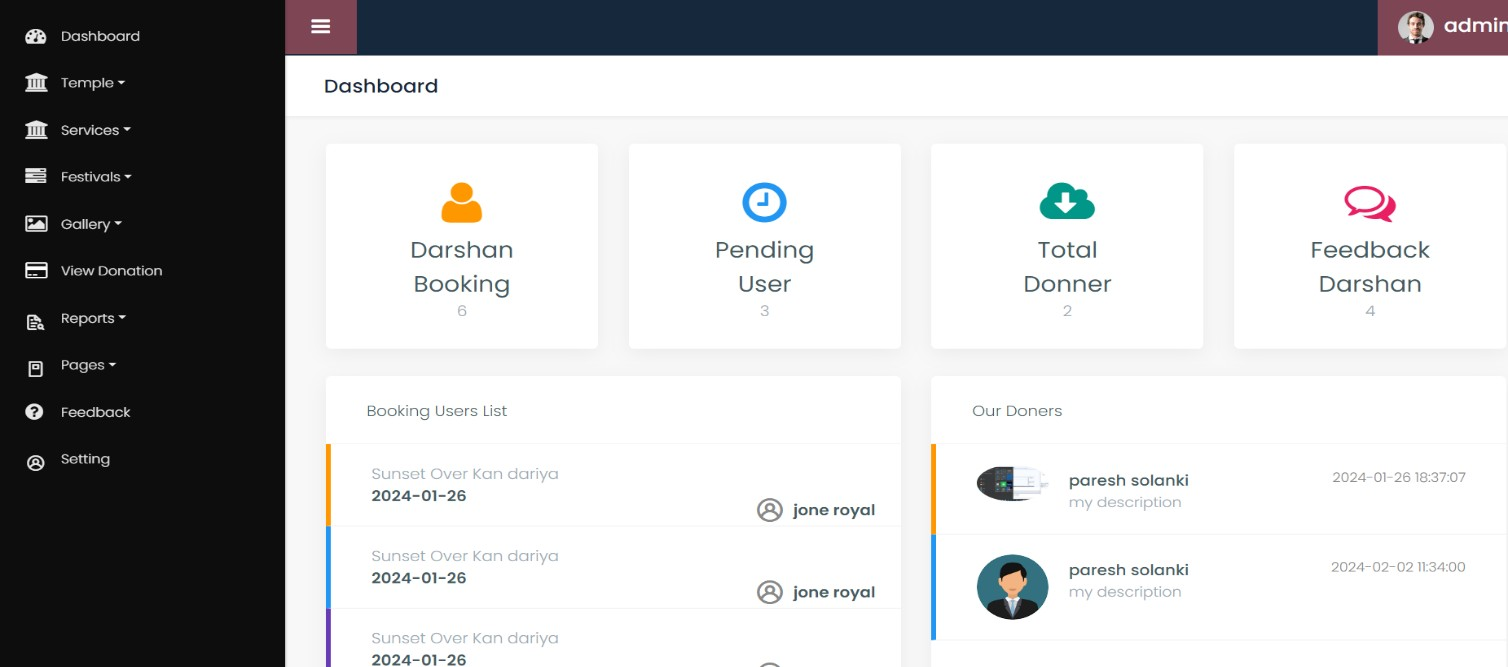 Dashboard
Temple
Services
Festivals
Gallery
View Donation
Reports
Pages
Feedback
Setting
admin
Dashboard
Darshan
Booking
6
Pending
User
3
Total
Donner
2
Feedback
Darshan
4
Booking Users List
Sunset Over Kan dariya
2024-01-26
jone royal
Sunset Over Kan dariya
2024-01-26
jone royal
Sunset Over Kan dariya
2024-01-26
Our Doners
paresh solanki
2024-01-26 18:37:07
my description
paresh solanki
2024-02-02 11:34:00
my description